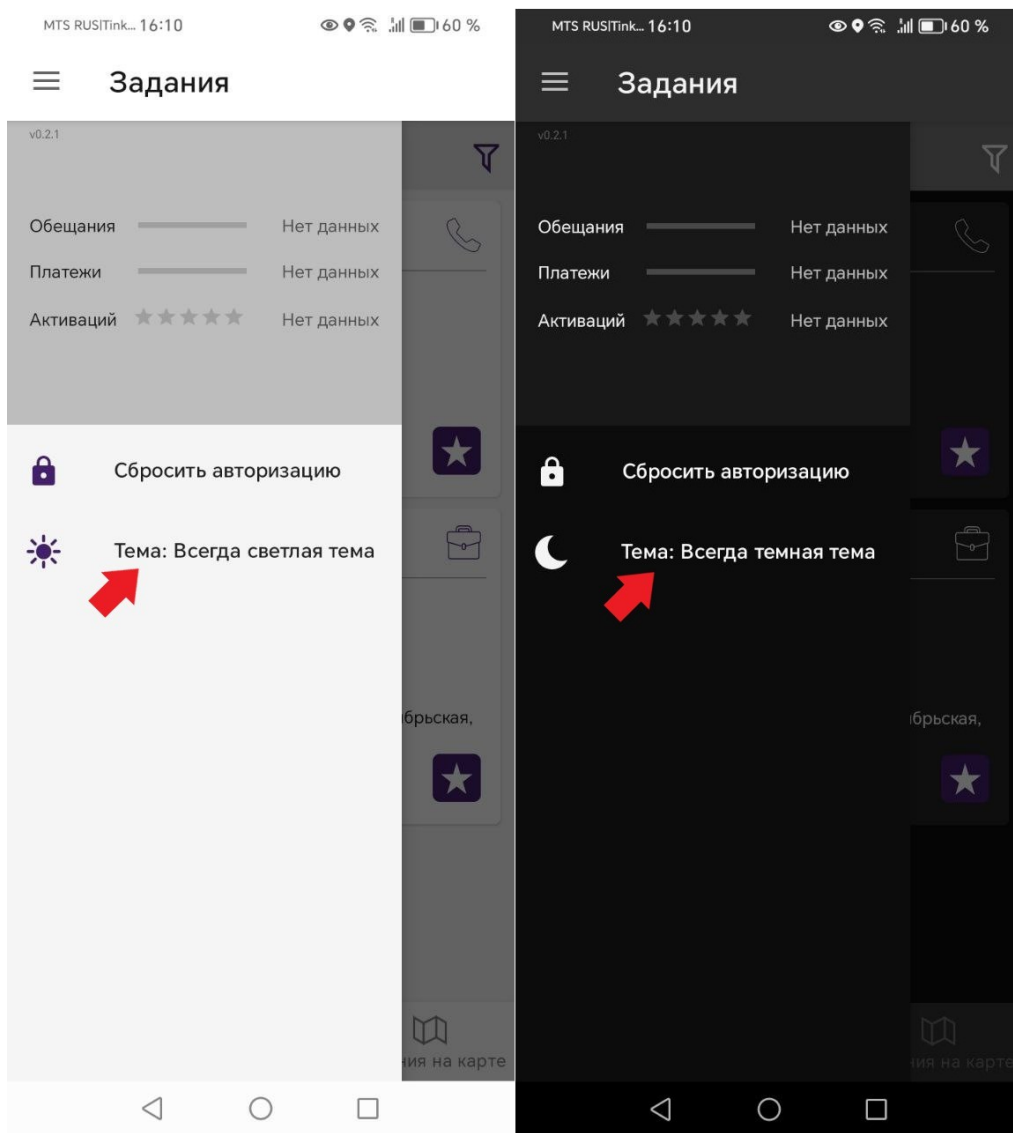 MTS RUS|Tink... 16:10 60 %
Задания
v0.2.1
Обещания Нет данных
Платежи Нет данных
Активаций Нет данных
Сбросить авторизацию
Тема: Всегда светлая тема
брьская,
ния на карте
MTS RUS|Tink... 16:10 60 %
Задания
v0.2.1
Обещания Нет данных
Платежи Нет данных
Активаций Нет данных
Сбросить авторизацию
Тема: Всегда темная тема
брьская,
ния на карте